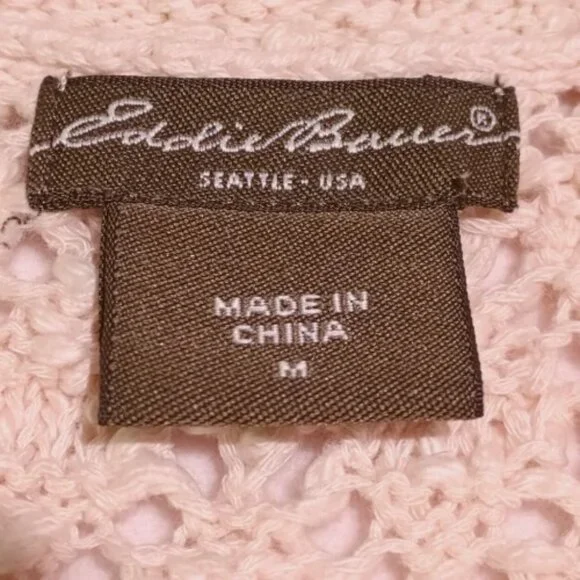 Eddie Bauer®
SEATTLE - USA
MADE IN
CHINA
M